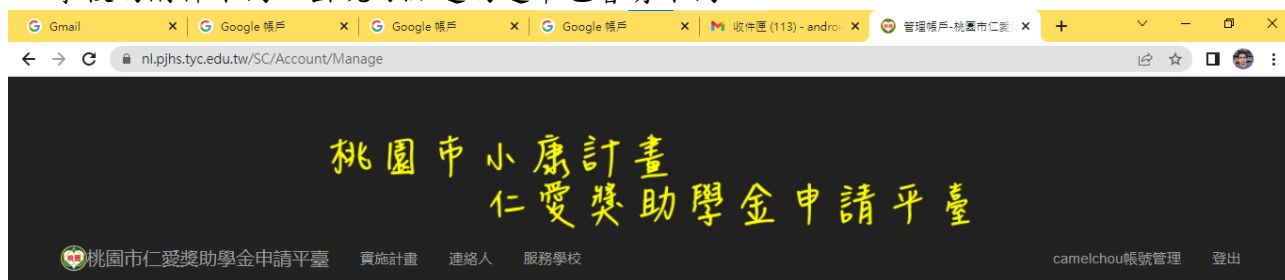 Gmail
Google 帳戶
Google 帳戶
Google 帳戶
收件匣 (113) - androi
管理帳戶-桃園市仁愛
nl.pjhs.tyc.edu.tw/SC/Account/Manage
桃園市小康計畫
仁愛獎助學金申請平臺
桃園市仁愛獎助學金申請平臺 實施計畫 連絡人 服務學校 camelchou帳號管理 登出